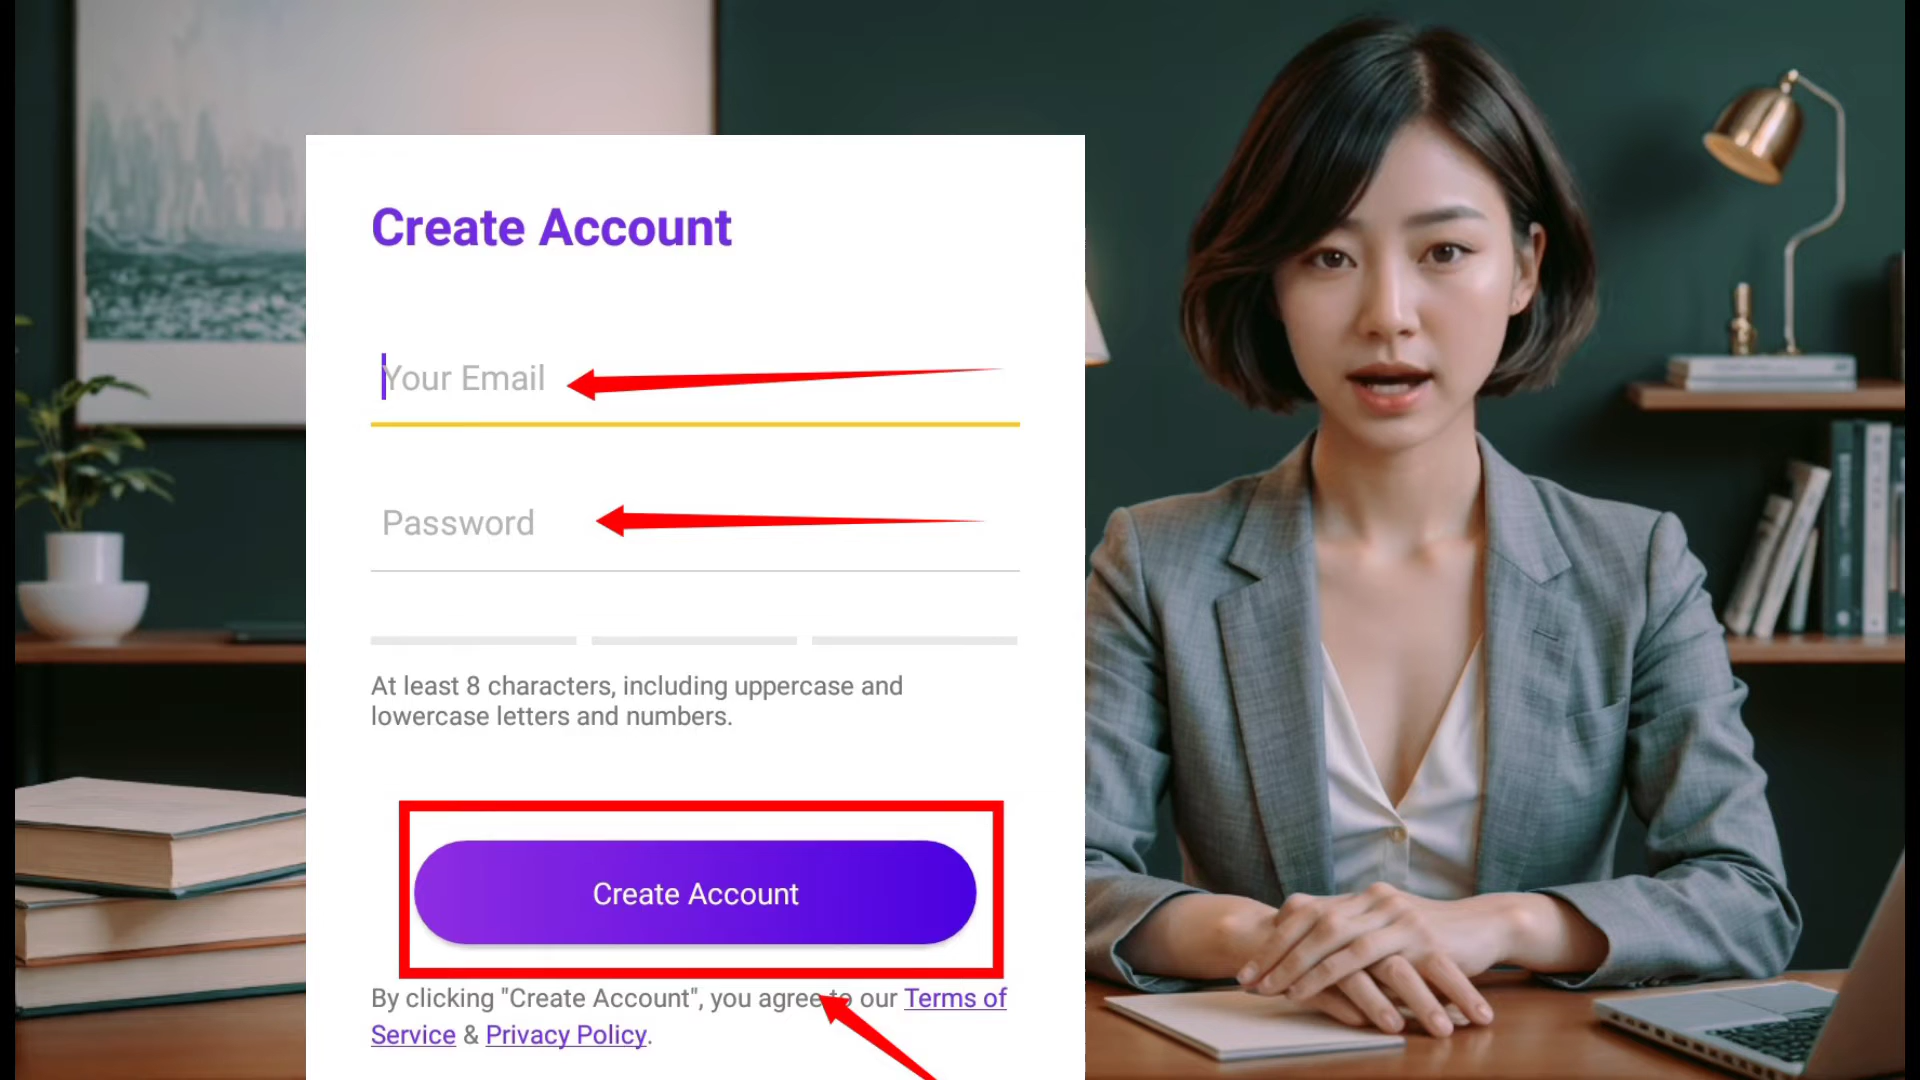 Create Account
Your Email
Password
At least 8 characters, including uppercase and
lowercase letters and numbers.
Create Account
By clicking "Create Account", you agree to our Terms of
Service & Privacy Policy.